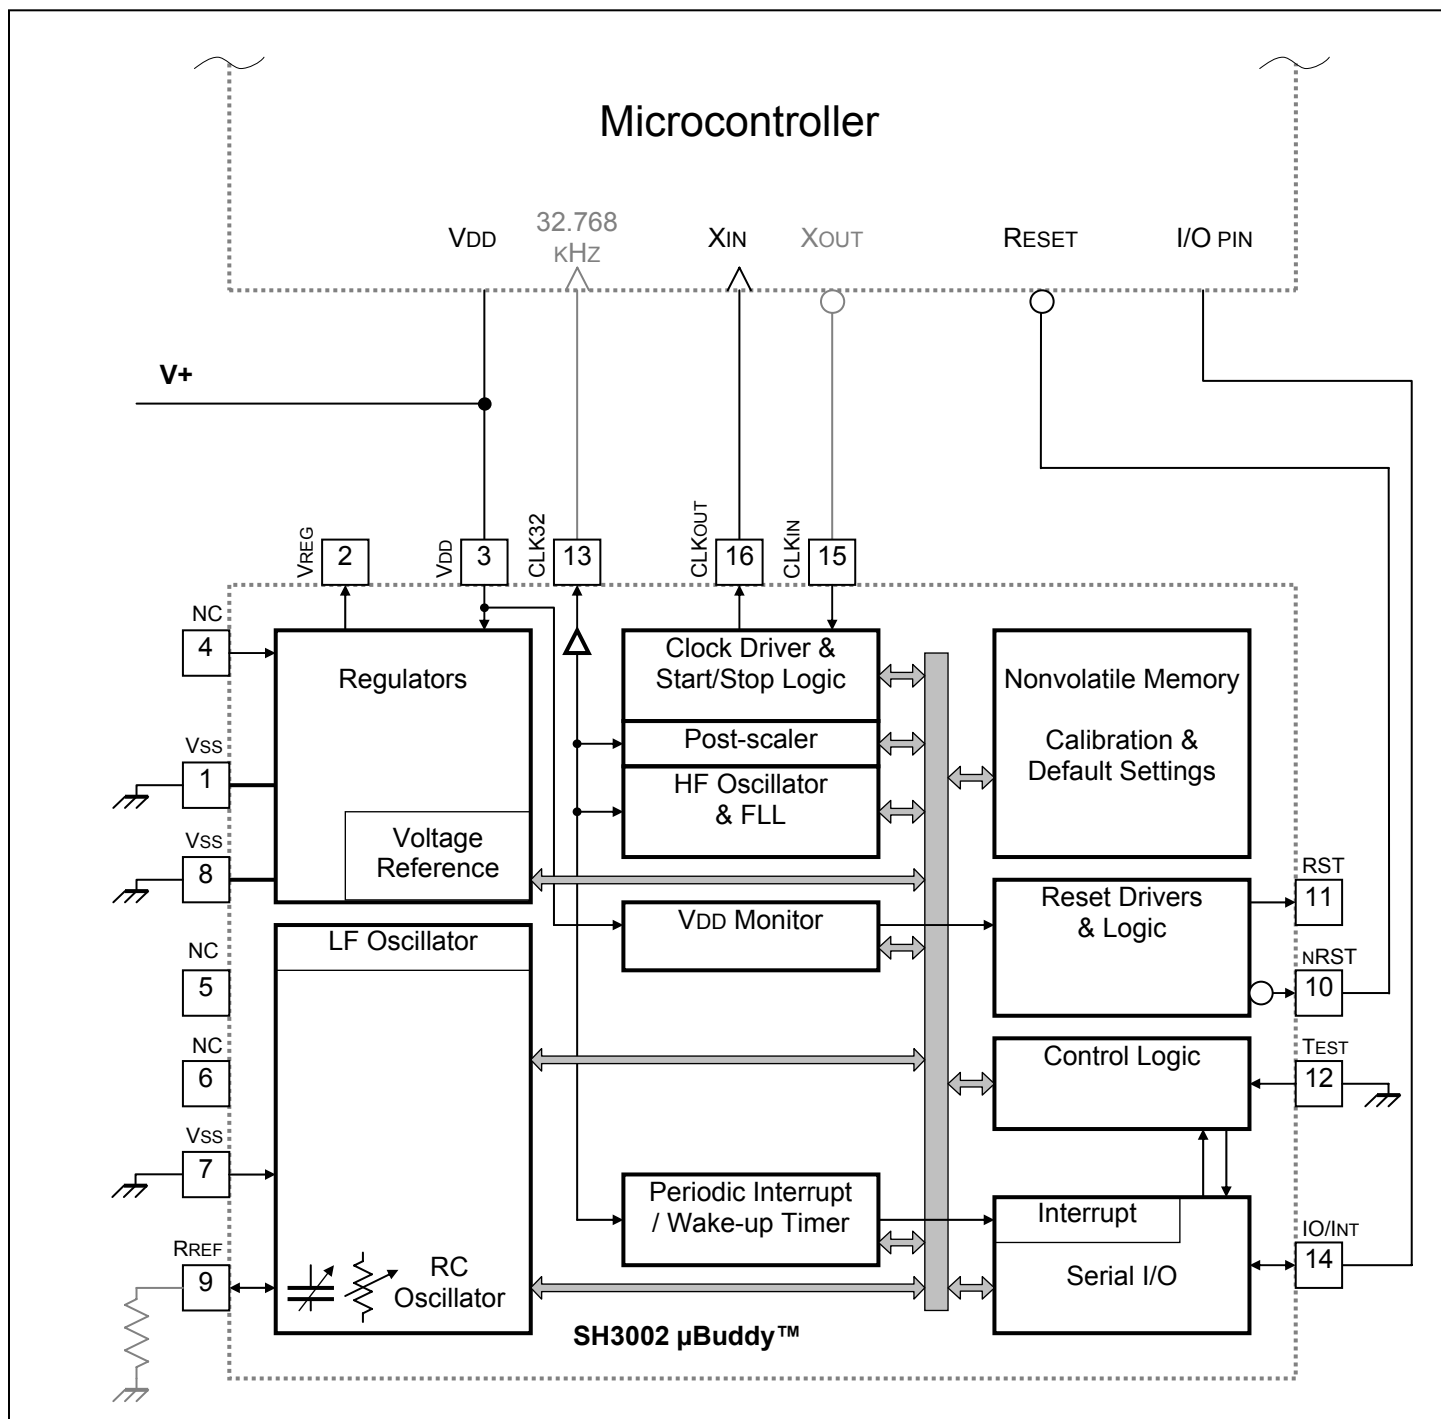 Microcontroller
VDD
32.768
KHZ
XIN
XOUT
RESET
I/O PIN
V+
VREG
2
VDD
3
CLK32
13
CLKOUT
16
CLKIN
15
NC
4
Regulators
Clock Driver &
Start/Stop Logic
Nonvolatile Memory
Calibration &
Default Settings
Post-scaler
HF Oscillator
& FLL
VSS
1
Voltage
Reference
VSS
8
VDD Monitor
Reset Drivers
& Logic
RST
11
NRST
10
LF Oscillator
NC
5
NC
6
Control Logic
TEST
12
VSS
7
Periodic Interrupt
/ Wake-up Timer
Interrupt
Serial I/O
IO/INT
14
RREF
9
RC
Oscillator
SH3002 µBuddy™